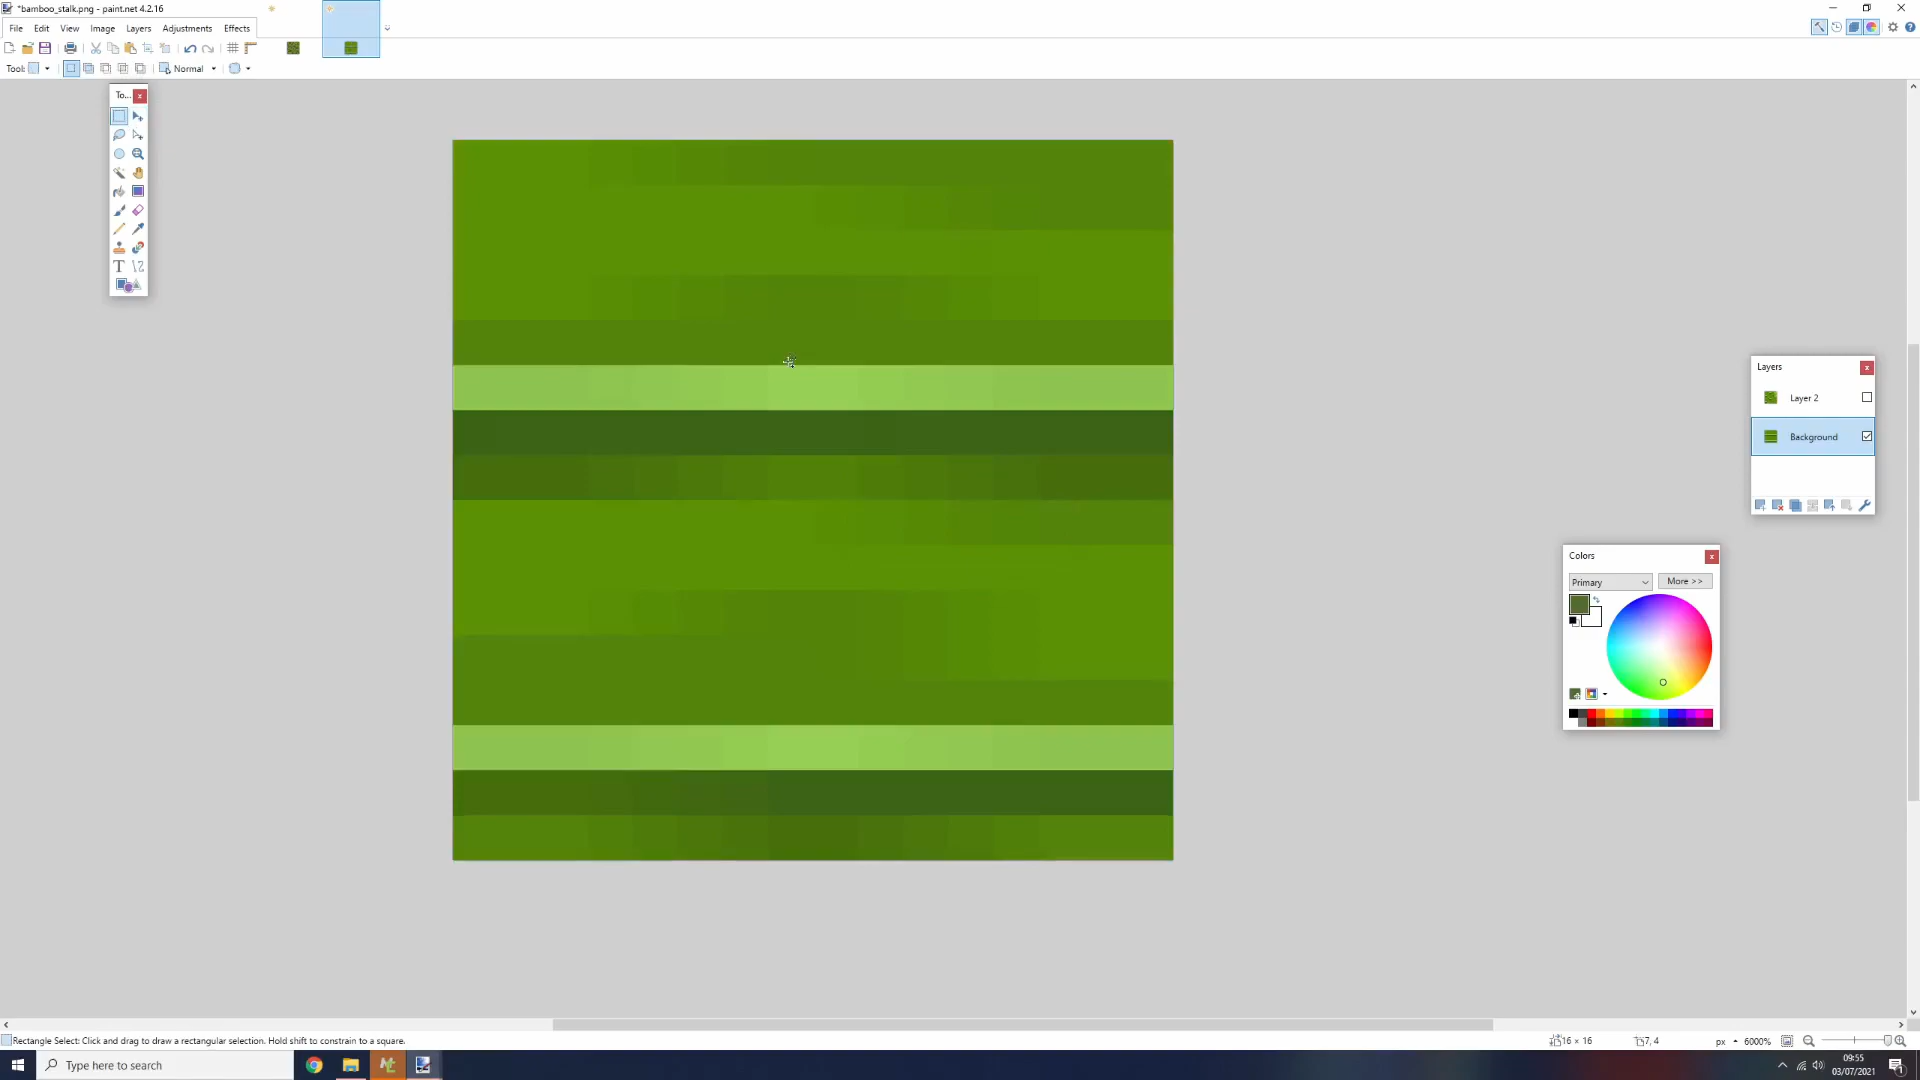 *bamboo_stalk.png - paint.net 4.2.16
File Edit View Image Layers Adjustments Effects
Tool: Normal
To...
Layers
Layer 2
Background
Colors
Primary More >>
Rectangle Select: Click and drag to draw a rectangular selection. Hold shift to constrain to a square.
16 × 16
7, 4
px
6000%
Type here to search
09:55
03/07/2021